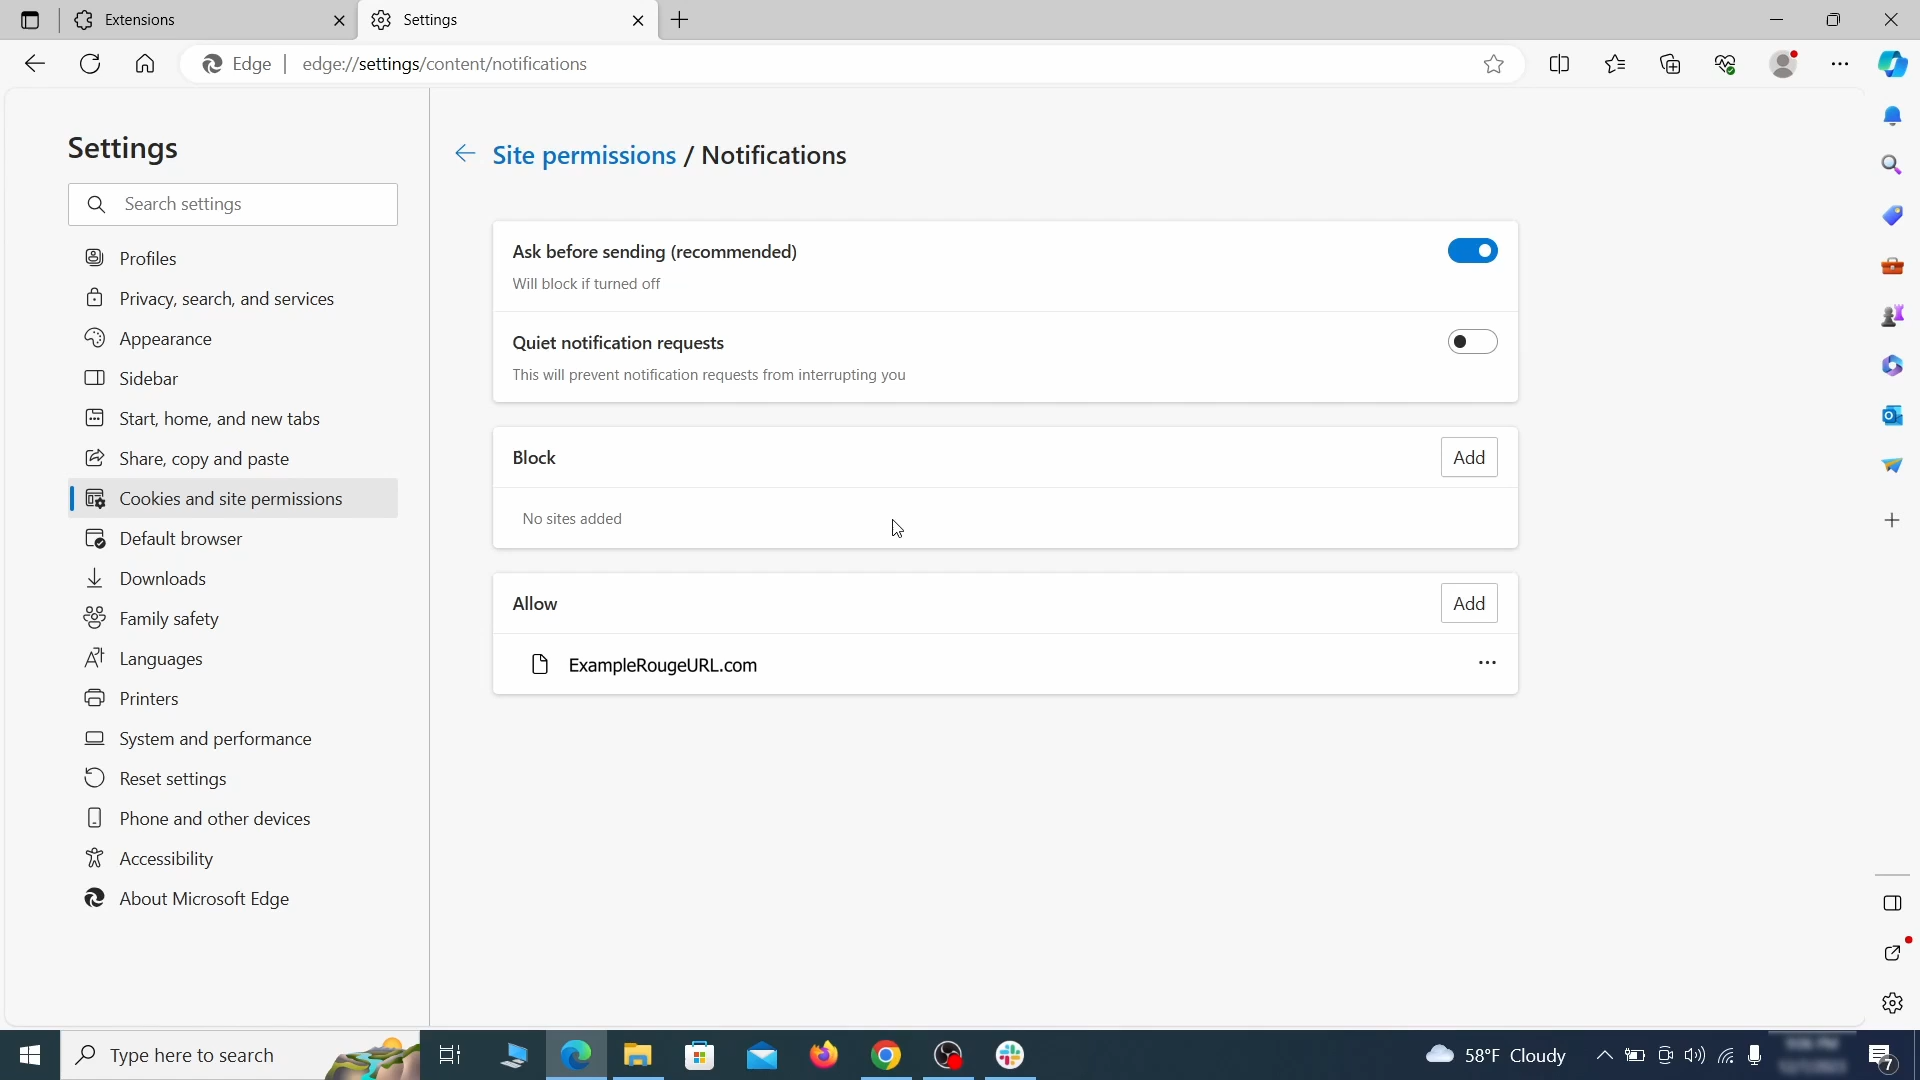 Extensions
Settings
Edge
edge://settings/content/notifications
Settings
Search settings
Profiles
Privacy, search, and services
Appearance
Sidebar
Start, home, and new tabs
Share, copy and paste
Cookies and site permissions
Default browser
Downloads
Family safety
Languages
Printers
System and performance
Reset settings
Phone and other devices
Accessibility
About Microsoft Edge
Site permissions / Notifications
Ask before sending (recommended)
Will block if turned off
Quiet notification requests
This will prevent notification requests from interrupting you
Block
Add
No sites added
Allow
Add
ExampleRougeURL.com
Type here to search
58°F Cloudy
7